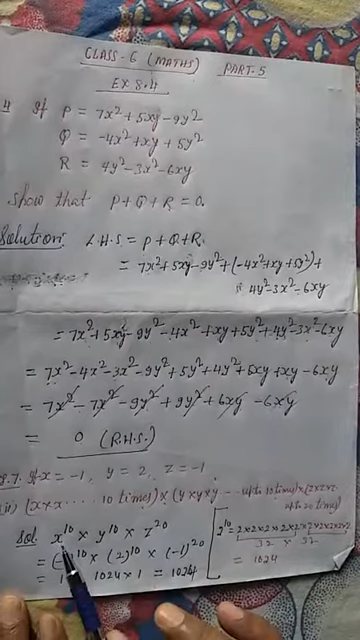 CLASS-6 (MATHS) PART-5
EX 8.4
4 If P = 7x² + 5xy - 9y²
Q = -4x² + xy + 5y²
R = 4y² - 3x² - 6xy
show that P + Q + R = 0.
Solution: L.H.S = P + Q + R.
= 7x² + 5xy - 9y² + (-4x² + xy + 5y²) +
4y² - 3x² - 6xy
= 7x² + 5xy - 9y² - 4x² + xy + 5y² + 4y² - 3x² - 6xy
= 7x² - 4x² - 3x² - 9y² + 5y² + 4y² + 5xy + xy - 6xy
= 7x² - 7x² - 9y² + 9y² + 6xy - 6xy
= 0 (R.H.S.)
8.7. If x = -1, y = 2, z = -1,
(x × x .... 10 times) × (y × y × y --- upto 10 times) × (z × z × z
upto 20 times)
Sol x¹⁰ × y¹⁰ × z²⁰
= (2)¹⁰ × (-1)²⁰
= 1 1024 × 1 = 1024
2¹⁰ = 2×2×2×2×2×2×2×2×2×2
32 × 32
= 1024